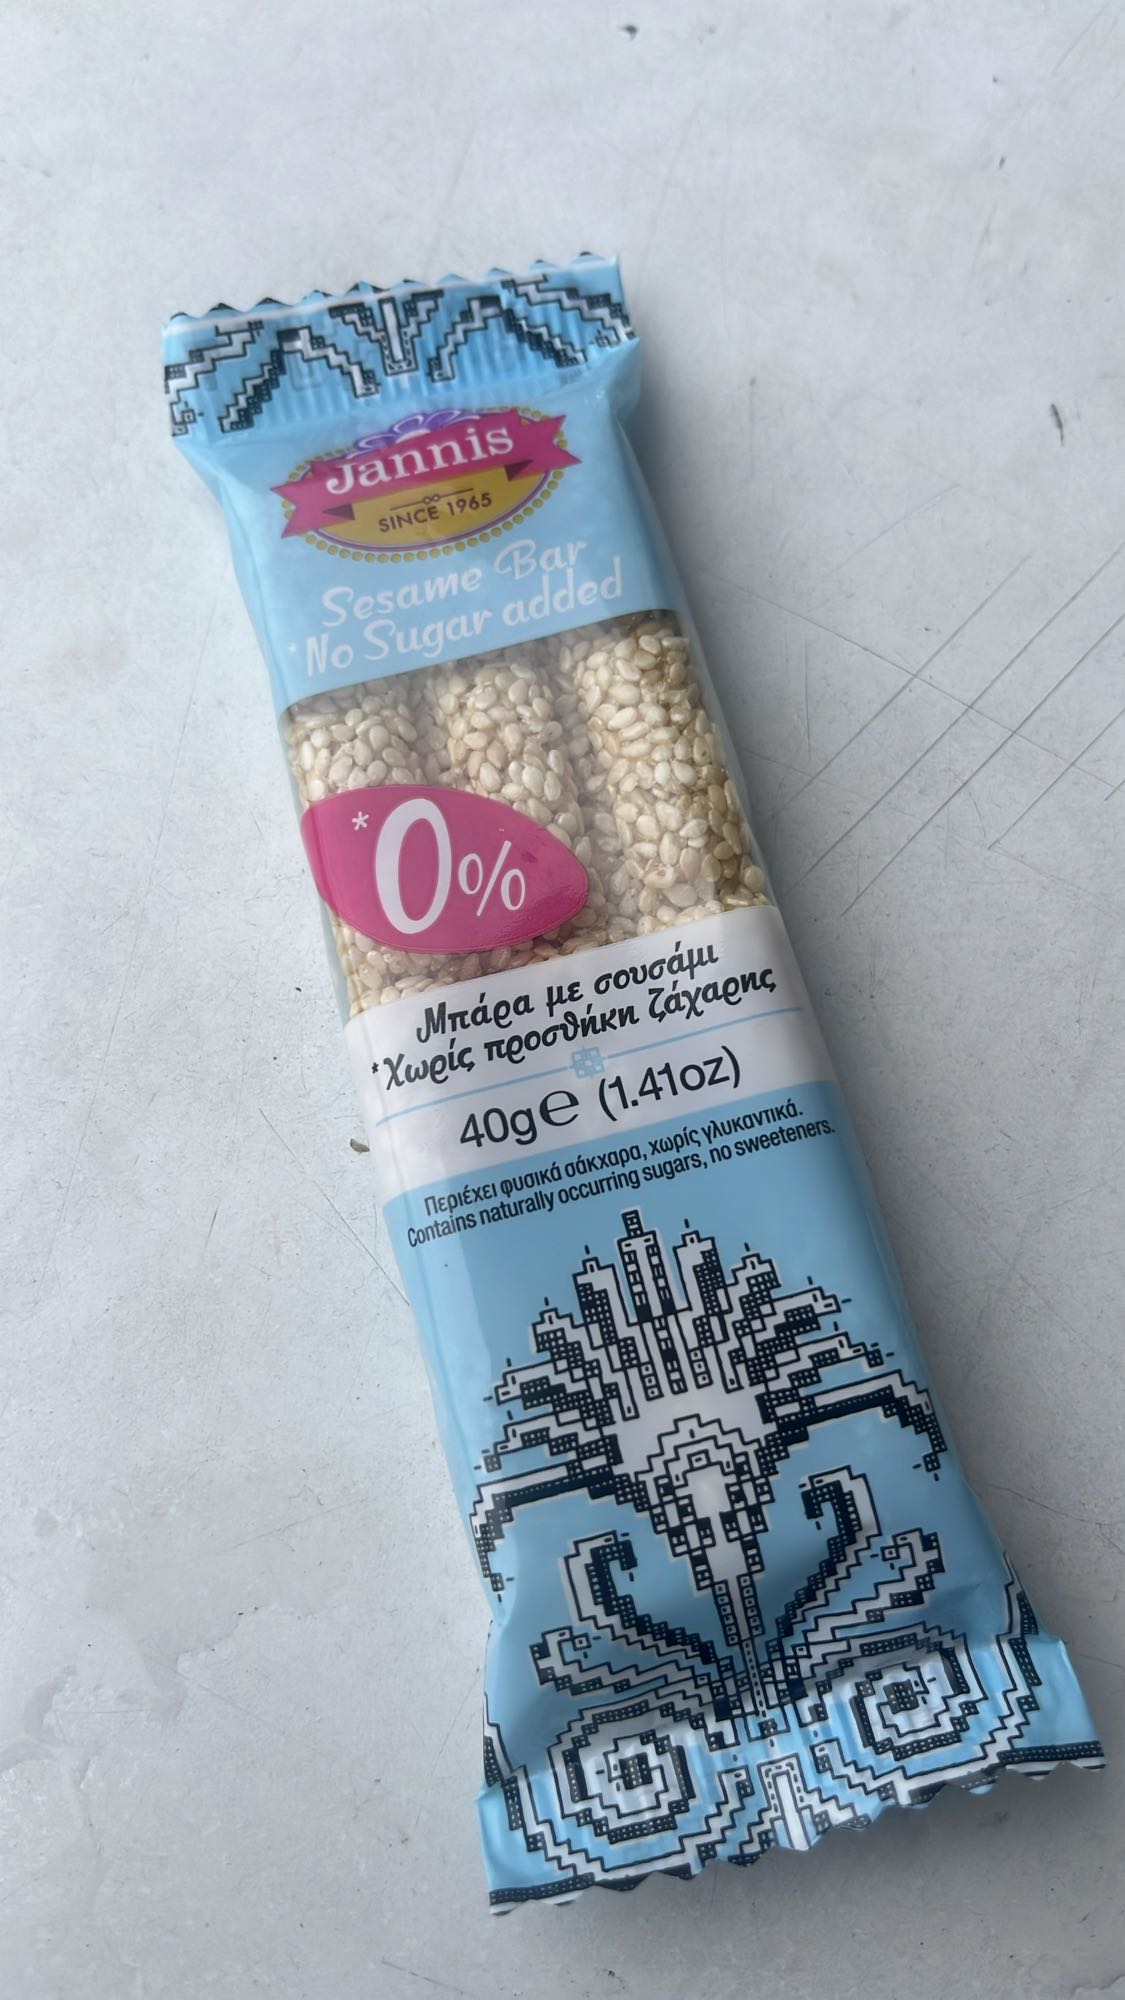 Jannis
SINCE 1965
Sesame Bar
*No Sugar added
*0%
Μπάρα με σουσάμι
*Χωρίς προσθήκη ζάχαρης
40g℮ (1.41oz)
Περιέχει φυσικά σάκχαρα, χωρίς γλυκαντικά.
Contains naturally occurring sugars, no sweeteners.